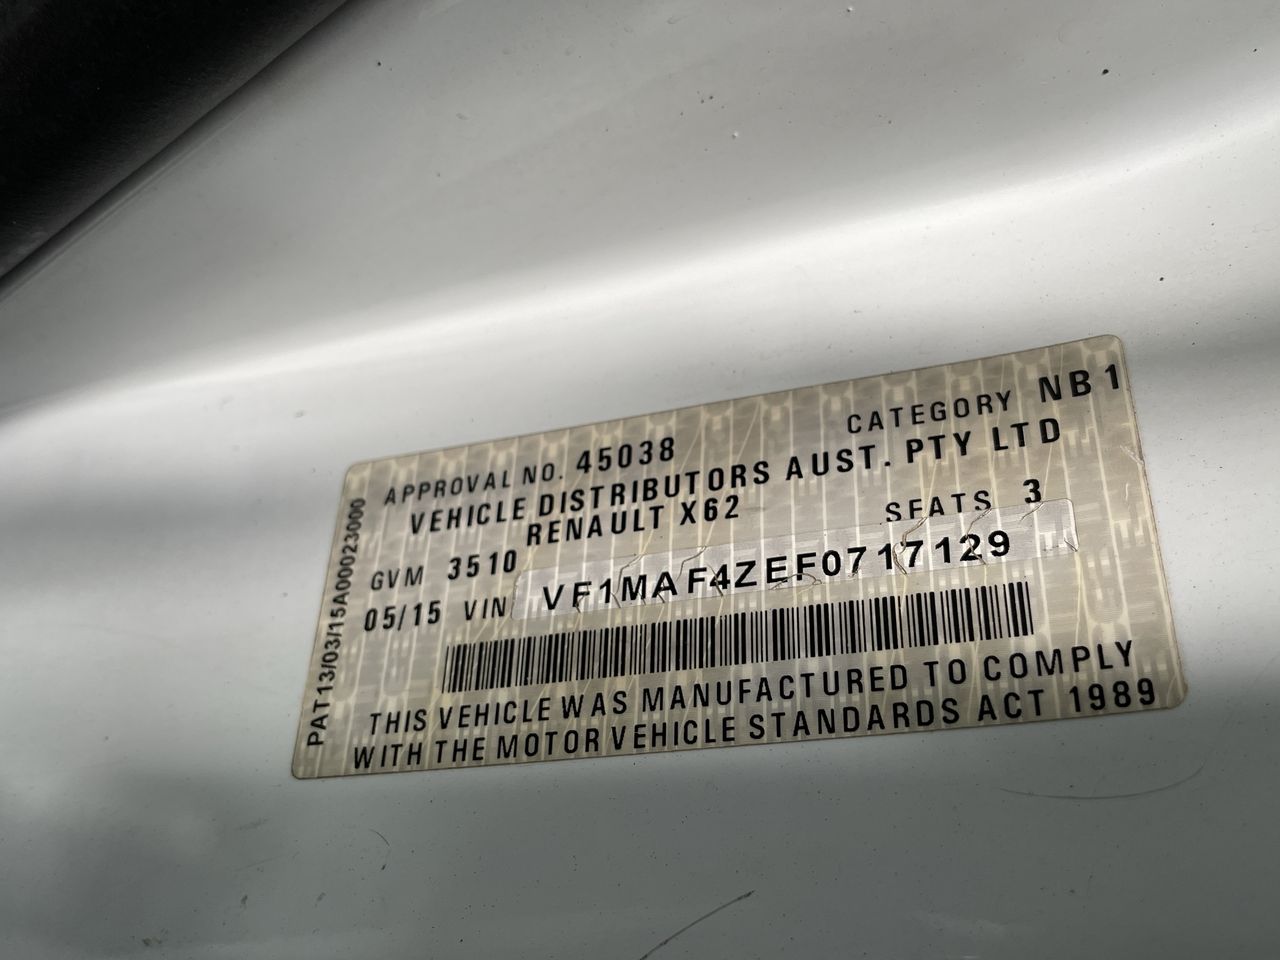 APPROVAL NO. 45038 CATEGORY NB1
VEHICLE DISTRIBUTORS AUST. PTY LTD
RENAULT X62 SEATS 3
GVM 3510
05/15 VIN VF1MAF4ZEF0717129
THIS VEHICLE WAS MANUFACTURED TO COMPLY
WITH THE MOTOR VEHICLE STANDARDS ACT 1989
PAT13/03/15A00023000